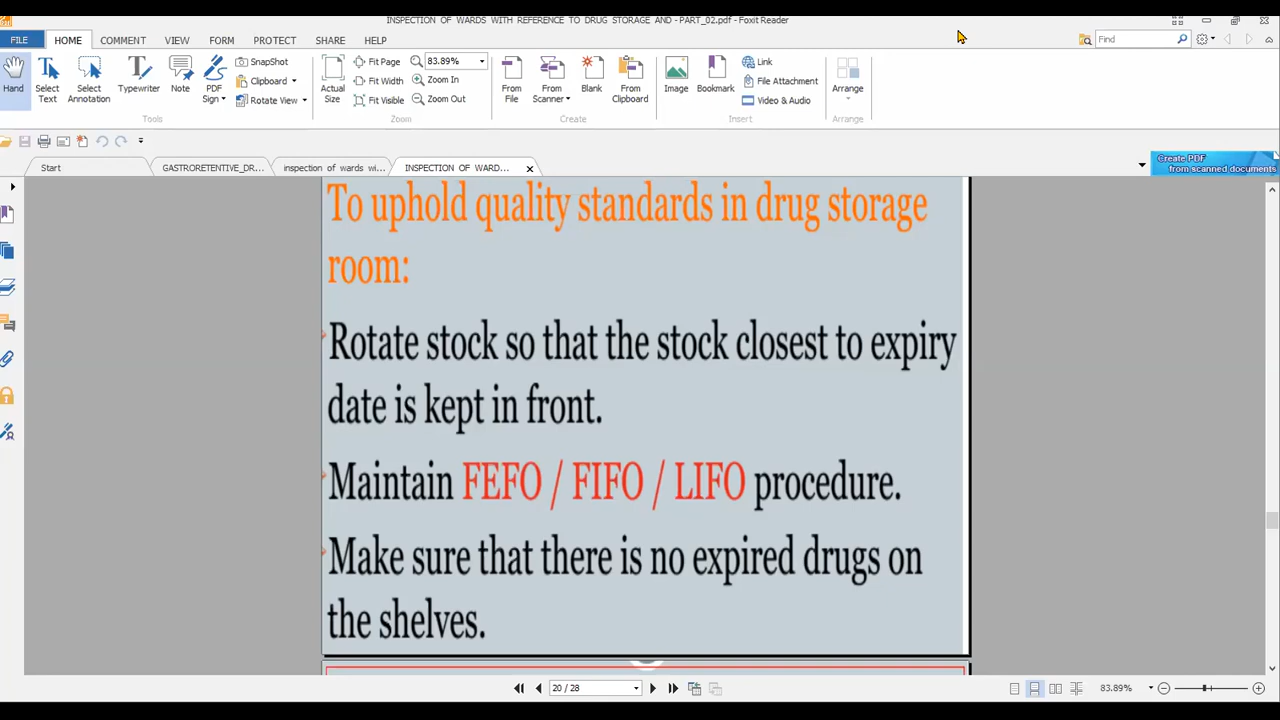 INSPECTION OF WARDS WITH REFERENCE TO DRUG STORAGE AND - PART_02.pdf - Foxit Reader
FILE HOME COMMENT VIEW FORM PROTECT SHARE HELP Find
Hand
Select Text
Select Annotation
Typewriter
Note
PDF Sign
SnapShot
Clipboard
Rotate View
Tools
Actual Size
Fit Page
Fit Width
Fit Visible
83.89%
Zoom In
Zoom Out
Zoom
From File
From Scanner
Blank
From Clipboard
Create
Image
Bookmark
Link
File Attachment
Video & Audio
Insert
Arrange
Arrange
Start GASTRORETENTIVE_DR... inspection of wards wi... INSPECTION OF WARD...
Create PDF
from scanned documents
To uphold quality standards in drug storage
room:
Rotate stock so that the stock closest to expiry
date is kept in front.
Maintain FEFO / FIFO / LIFO procedure.
Make sure that there is no expired drugs on
the shelves.
20 / 28 83.89%